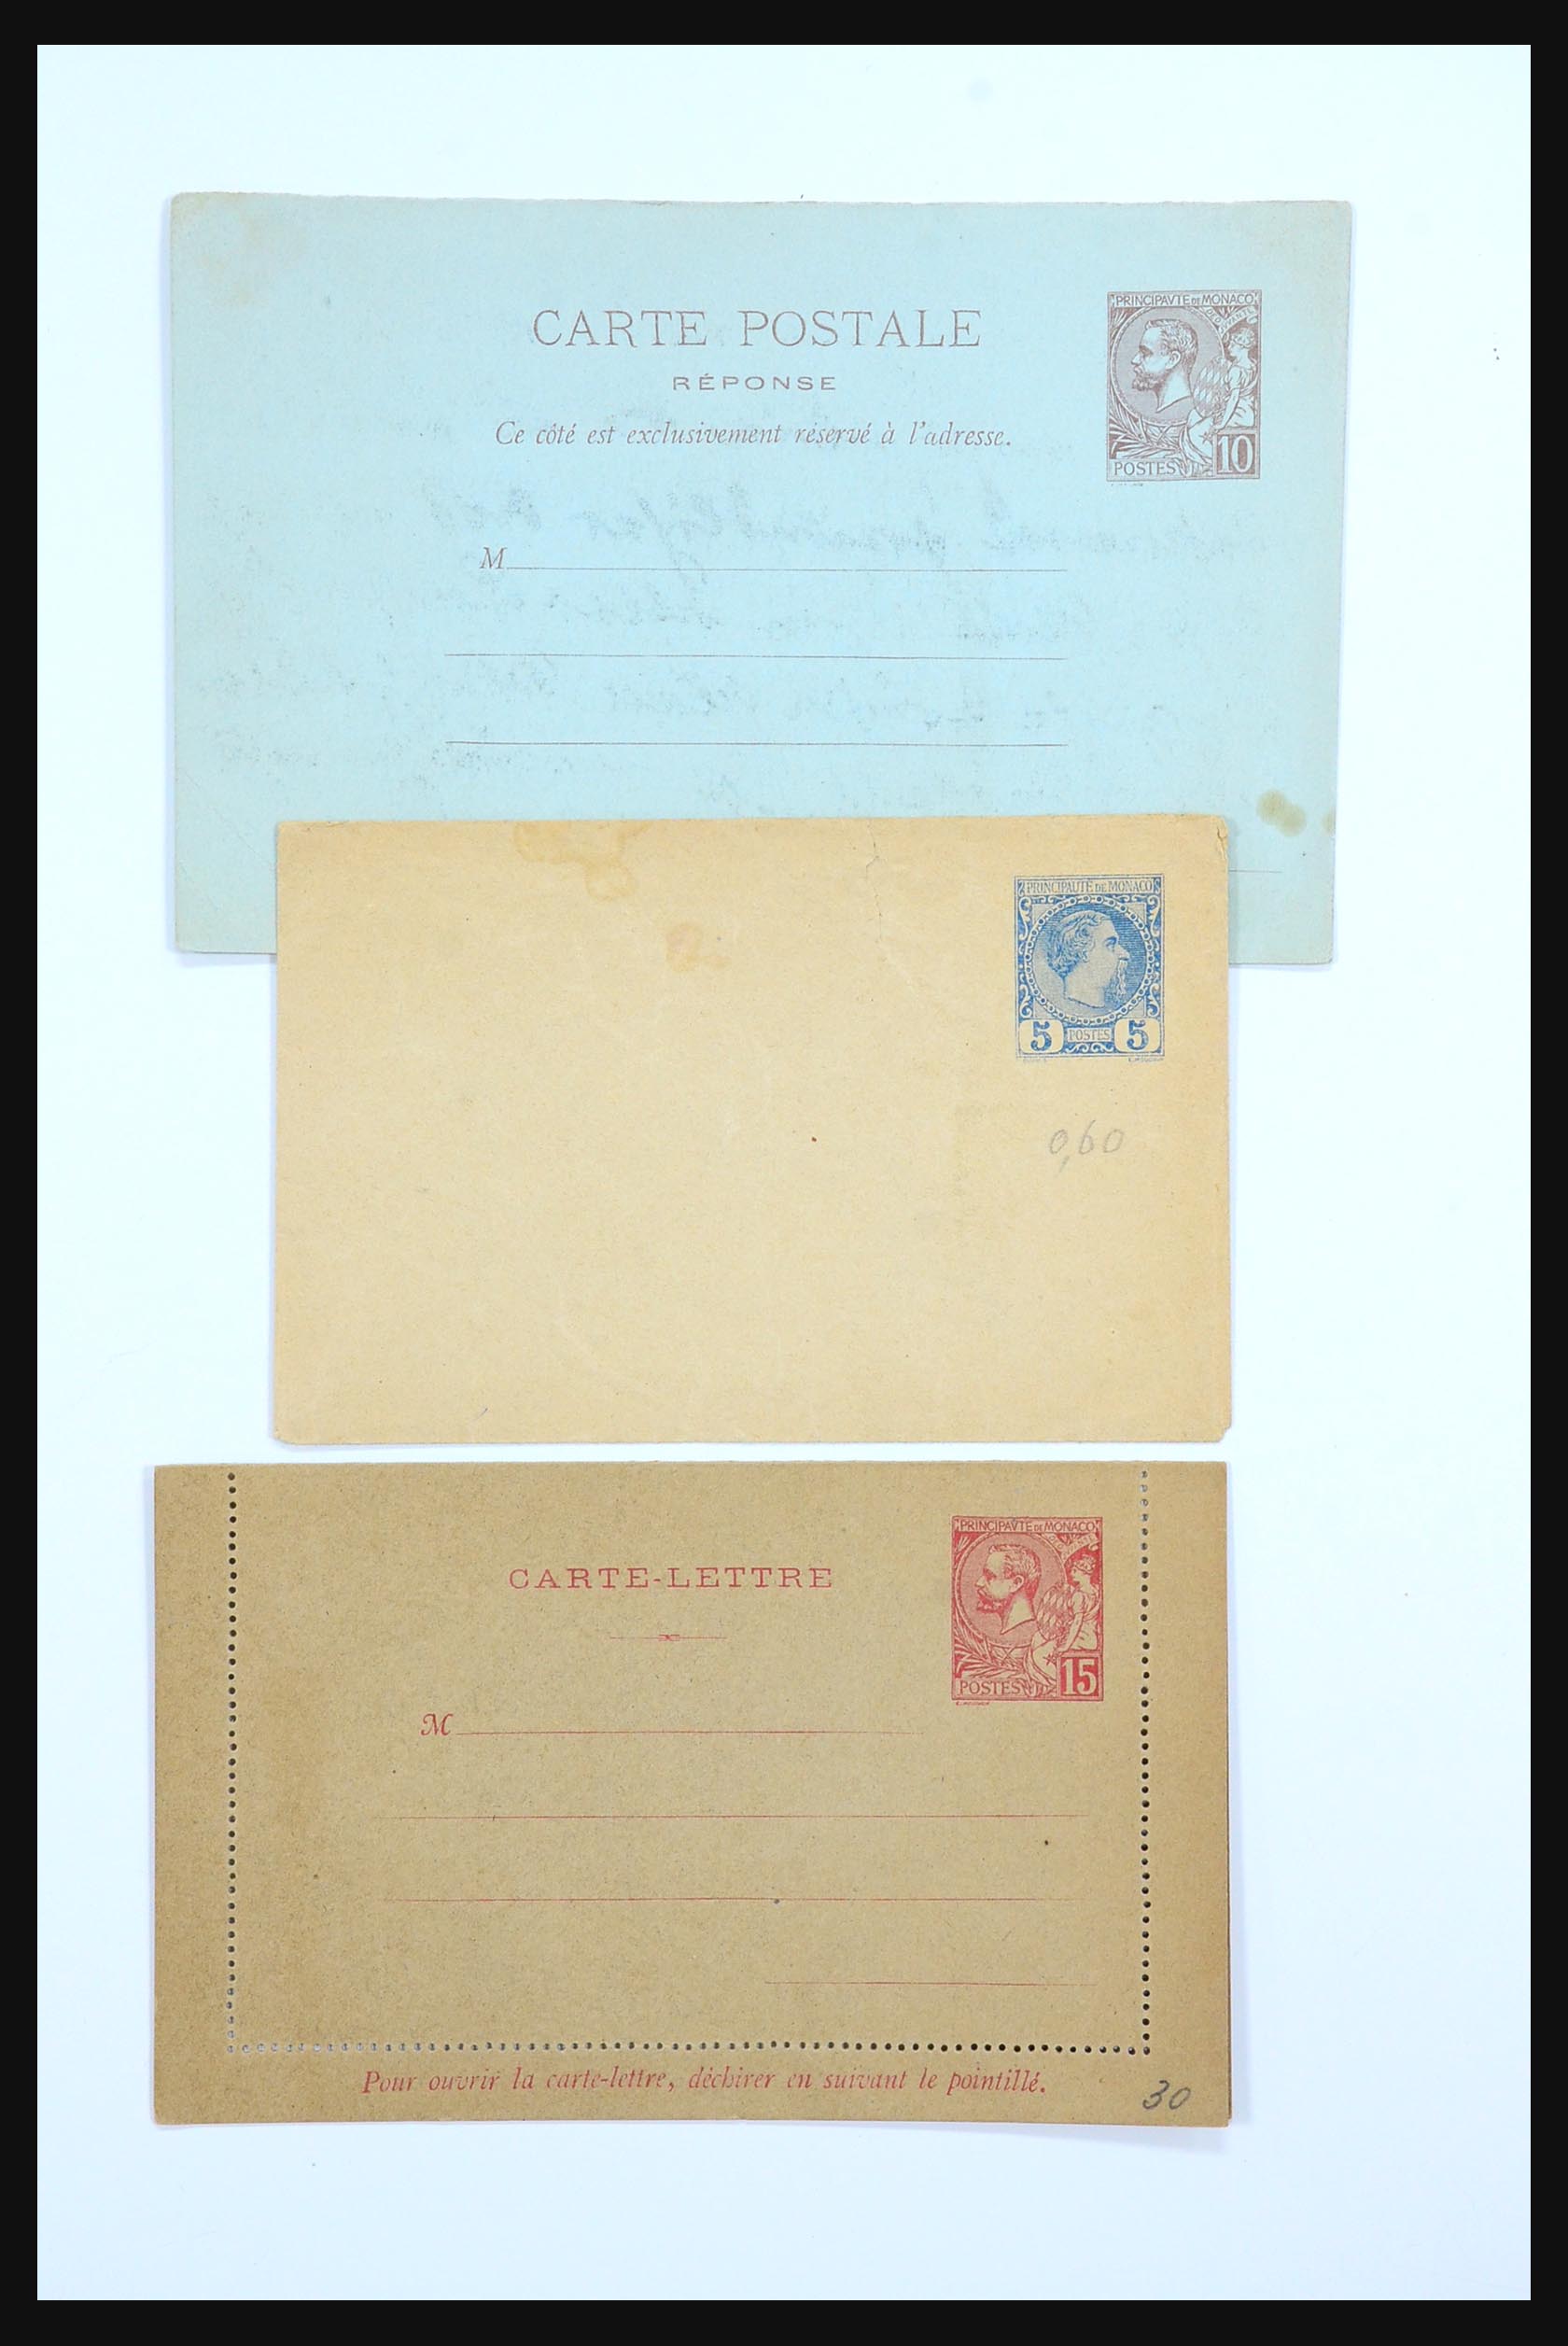 PRINCIPAVTE DE MONACO
CARTE POSTALE
RÉPONSE
Ce côté est exclusivement réservé à l'adresse.
POSTES 10
M
PRINCIPAUTE DE MONACO
5 POSTES 5
0,60
PRINCIPAVTE DE MONACO
CARTE-LETTRE
POSTES 15
M
Pour ouvrir la carte-lettre, déchirer en suivant le pointillé.
30